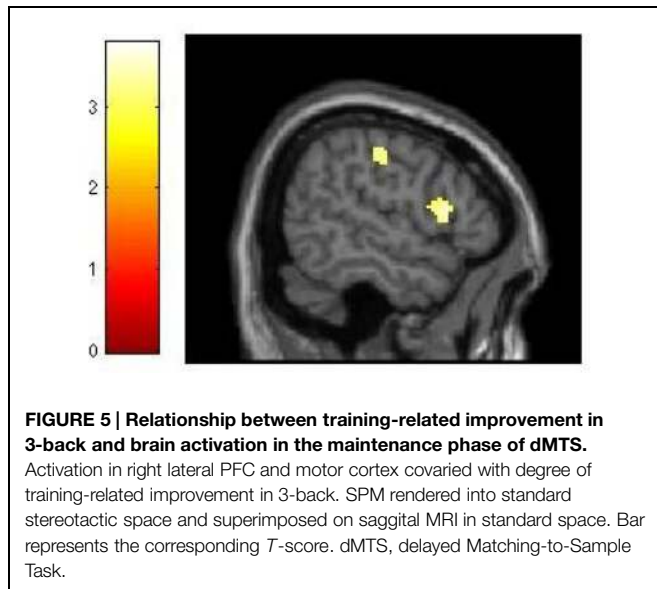 3
2
1
0
FIGURE 5 | Relationship between training-related improvement in
3-back and brain activation in the maintenance phase of dMTS.
Activation in right lateral PFC and motor cortex covaried with degree of
training-related improvement in 3-back. SPM rendered into standard
stereotactic space and superimposed on saggital MRI in standard space. Bar
represents the corresponding T-score. dMTS, delayed Matching-to-Sample
Task.